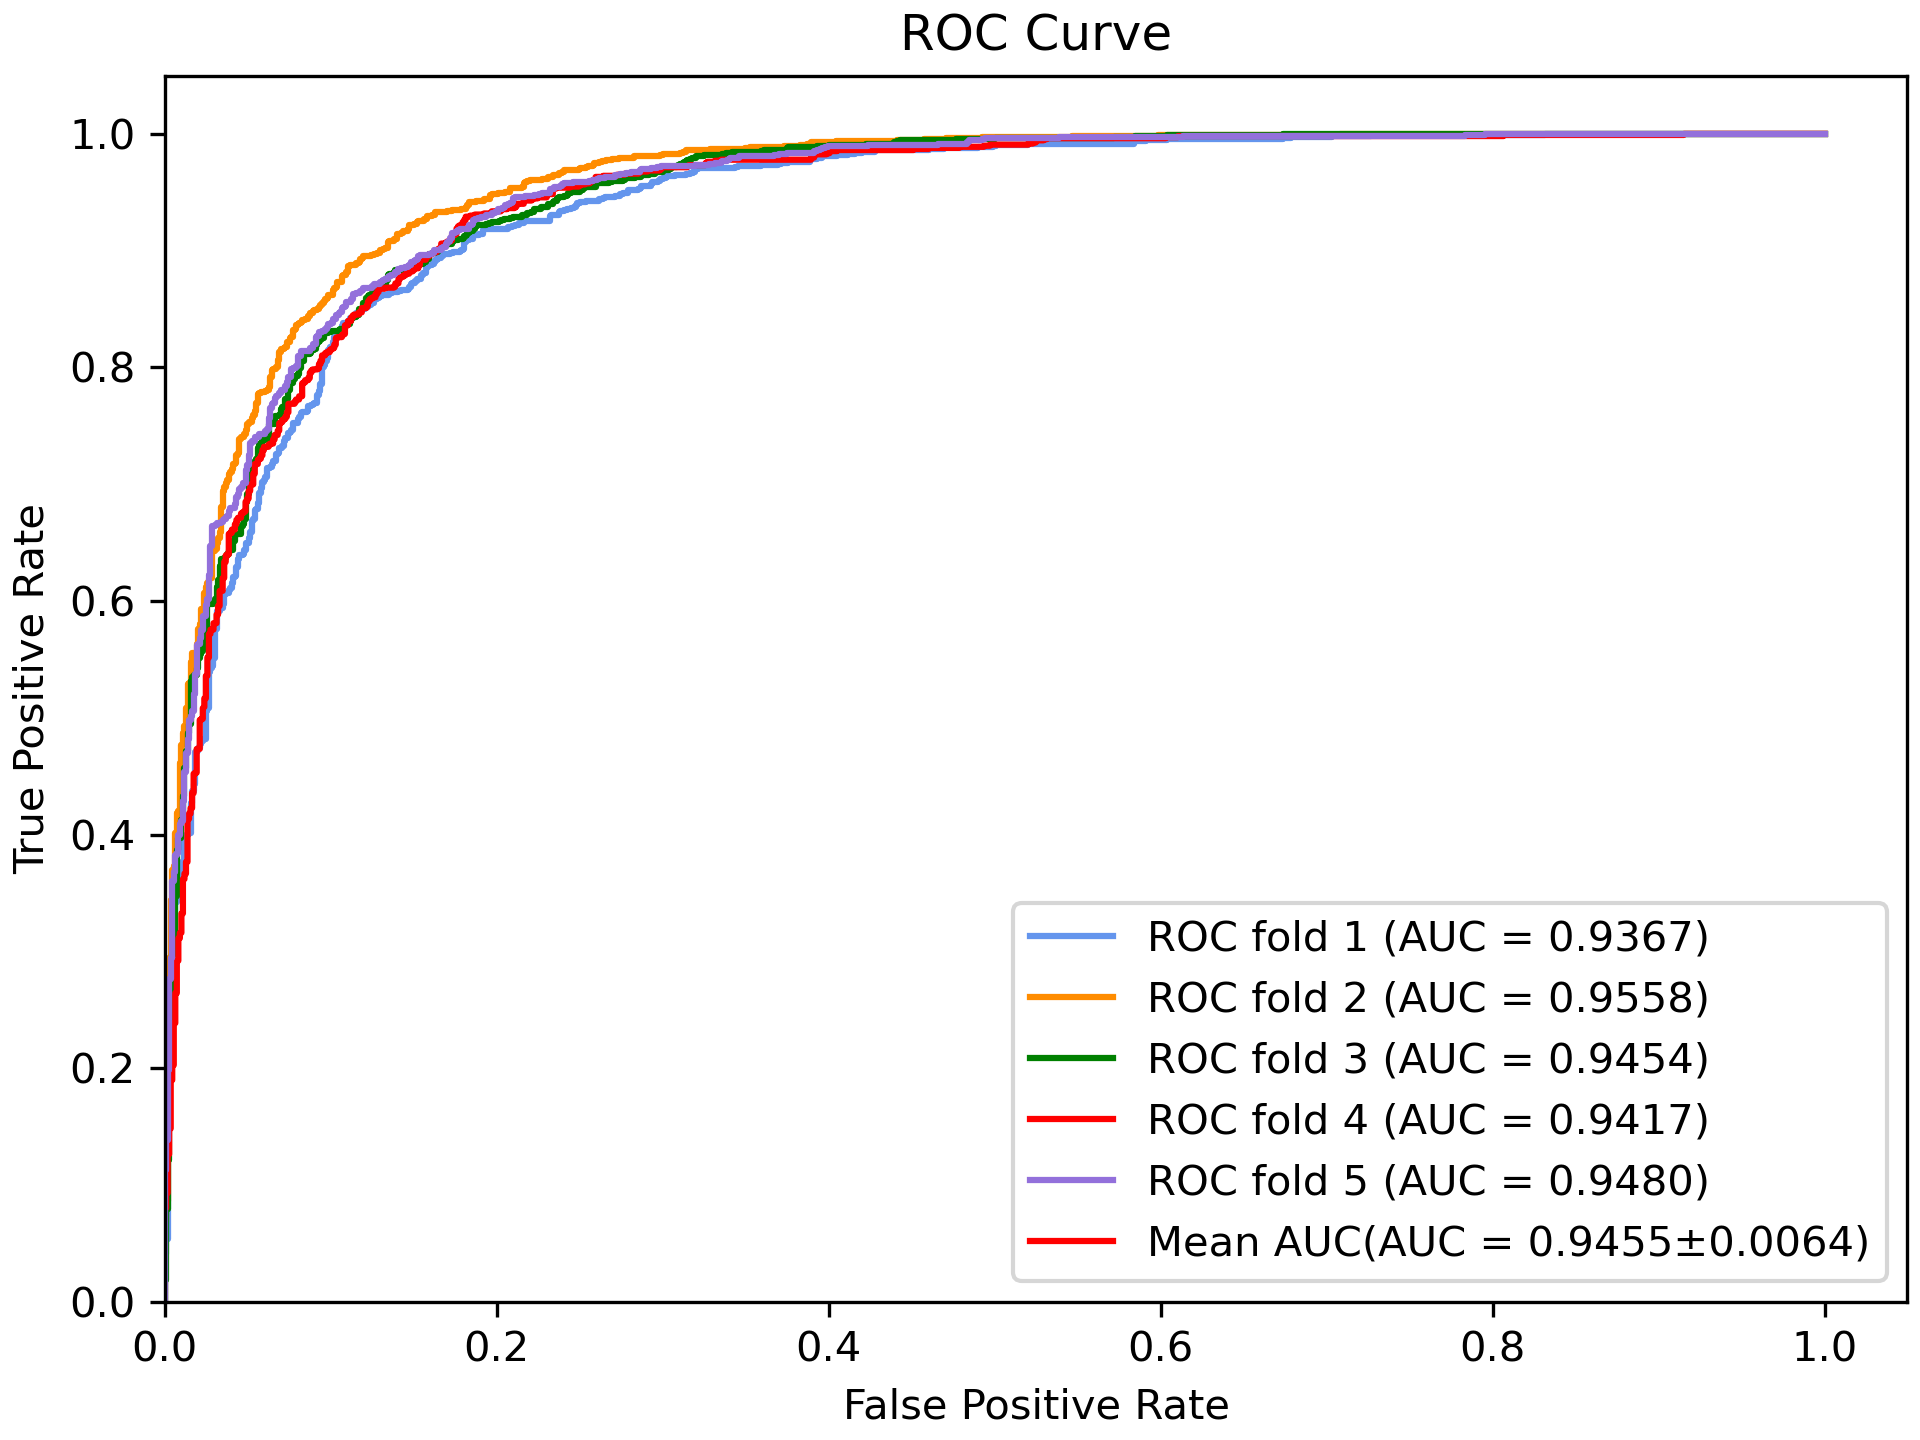 ROC Curve
1.0
0.8
0.6
0.4
0.2
0.0
True Positive Rate
0.0 0.2 0.4 0.6 0.8 1.0
False Positive Rate
ROC fold 1 (AUC = 0.9367)
ROC fold 2 (AUC = 0.9558)
ROC fold 3 (AUC = 0.9454)
ROC fold 4 (AUC = 0.9417)
ROC fold 5 (AUC = 0.9480)
Mean AUC(AUC = 0.9455±0.0064)